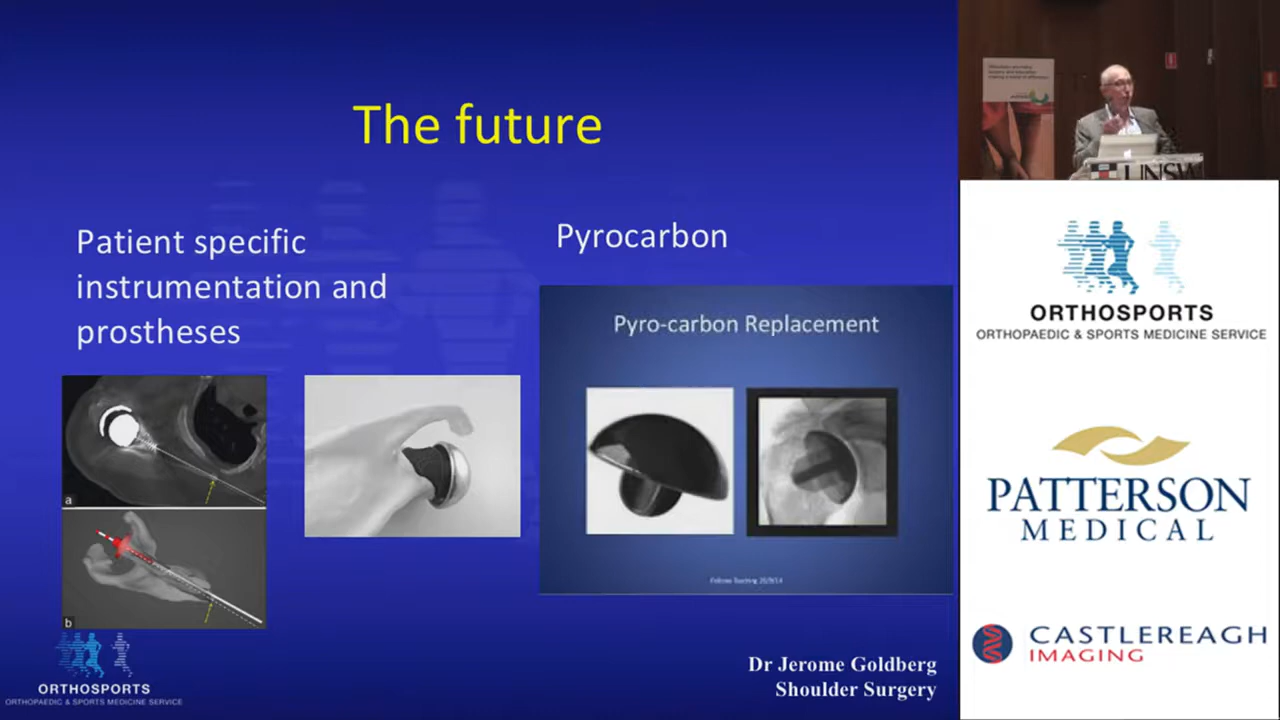 The future
Patient specific
instrumentation and
prostheses
Pyrocarbon
Pyro-carbon Replacement
a
b
ORTHOSPORTS
ORTHOPAEDIC & SPORTS MEDICINE SERVICE
Dr Jerome Goldberg
Shoulder Surgery
UNSW
ORTHOSPORTS
ORTHOPAEDIC & SPORTS MEDICINE SERVICE
PATTERSON
MEDICAL
CASTLEREAGH
IMAGING